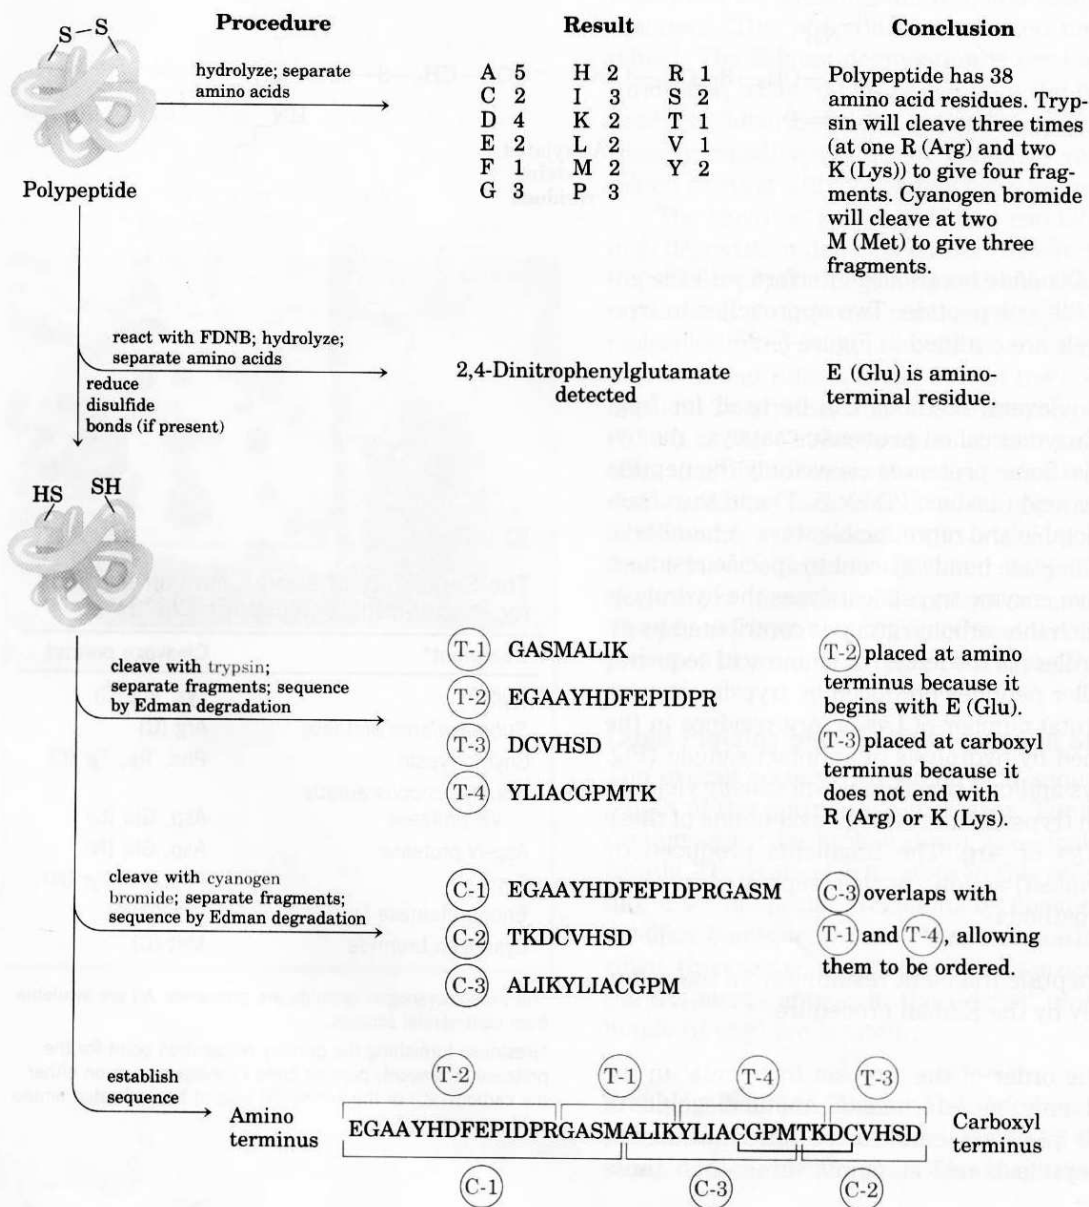 Procedure Result Conclusion
S–S
hydrolyze; separate
amino acids
A 5 H 2 R 1
C 2 I 3 S 2
D 4 K 2 T 1
E 2 L 2 V 1
F 1 M 2 Y 2
G 3 P 3
Polypeptide has 38
amino acid residues. Tryp-
sin will cleave three times
(at one R (Arg) and two
K (Lys)) to give four frag-
ments. Cyanogen bromide
will cleave at two
M (Met) to give three
fragments.
Polypeptide
react with FDNB; hydrolyze;
separate amino acids
2,4-Dinitrophenylglutamate
detected
E (Glu) is amino-
terminal residue.
reduce
disulfide
bonds (if present)
HS SH
cleave with trypsin;
separate fragments; sequence
by Edman degradation
T-1 GASMALIK
T-2 EGAAYHDFEPIDPR
T-3 DCVHSD
T-4 YLIACGPMTK
T-2 placed at amino
terminus because it
begins with E (Glu).
T-3 placed at carboxyl
terminus because it
does not end with
R (Arg) or K (Lys).
cleave with cyanogen
bromide; separate fragments;
sequence by Edman degradation
C-1 EGAAYHDFEPIDPRGASM
C-2 TKDCVHSD
C-3 ALIKYLIACGPM
C-3 overlaps with
T-1 and T-4, allowing
them to be ordered.
establish
sequence
T-2 T-1 T-4 T-3
Amino
terminus
EGAAYHDFEPIDPRGASMALIKYLIACGPMTKDCVHSD
Carboxyl
terminus
C-1 C-3 C-2